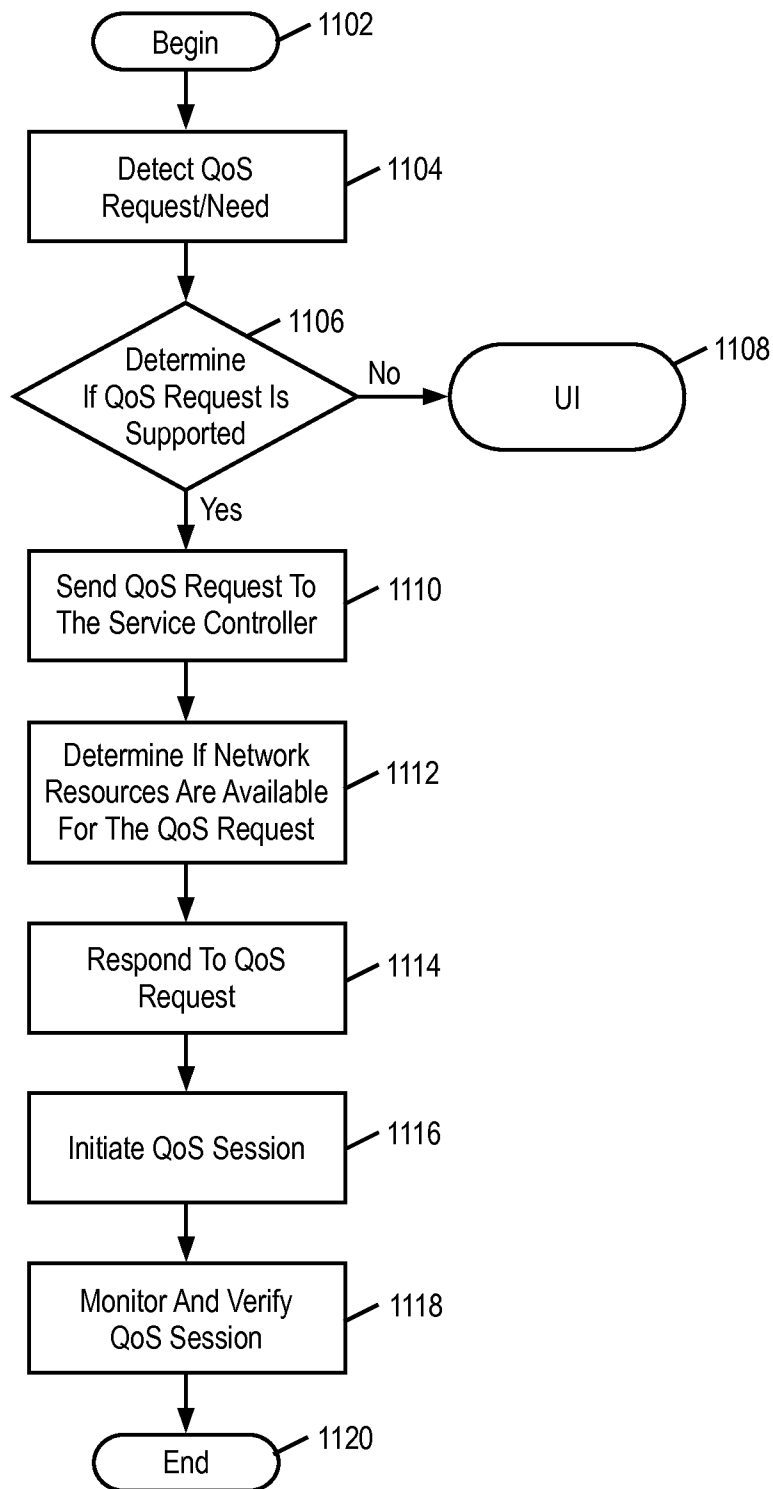 Begin
1102
Detect QoS
Request/Need
1104
1106
Determine
If QoS Request Is
Supported
No
UI
1108
Yes
Send QoS Request To
The Service Controller
1110
Determine If Network
Resources Are Available
For The QoS Request
1112
Respond To QoS
Request
1114
Initiate QoS Session
1116
Monitor And Verify
QoS Session
1118
End
1120